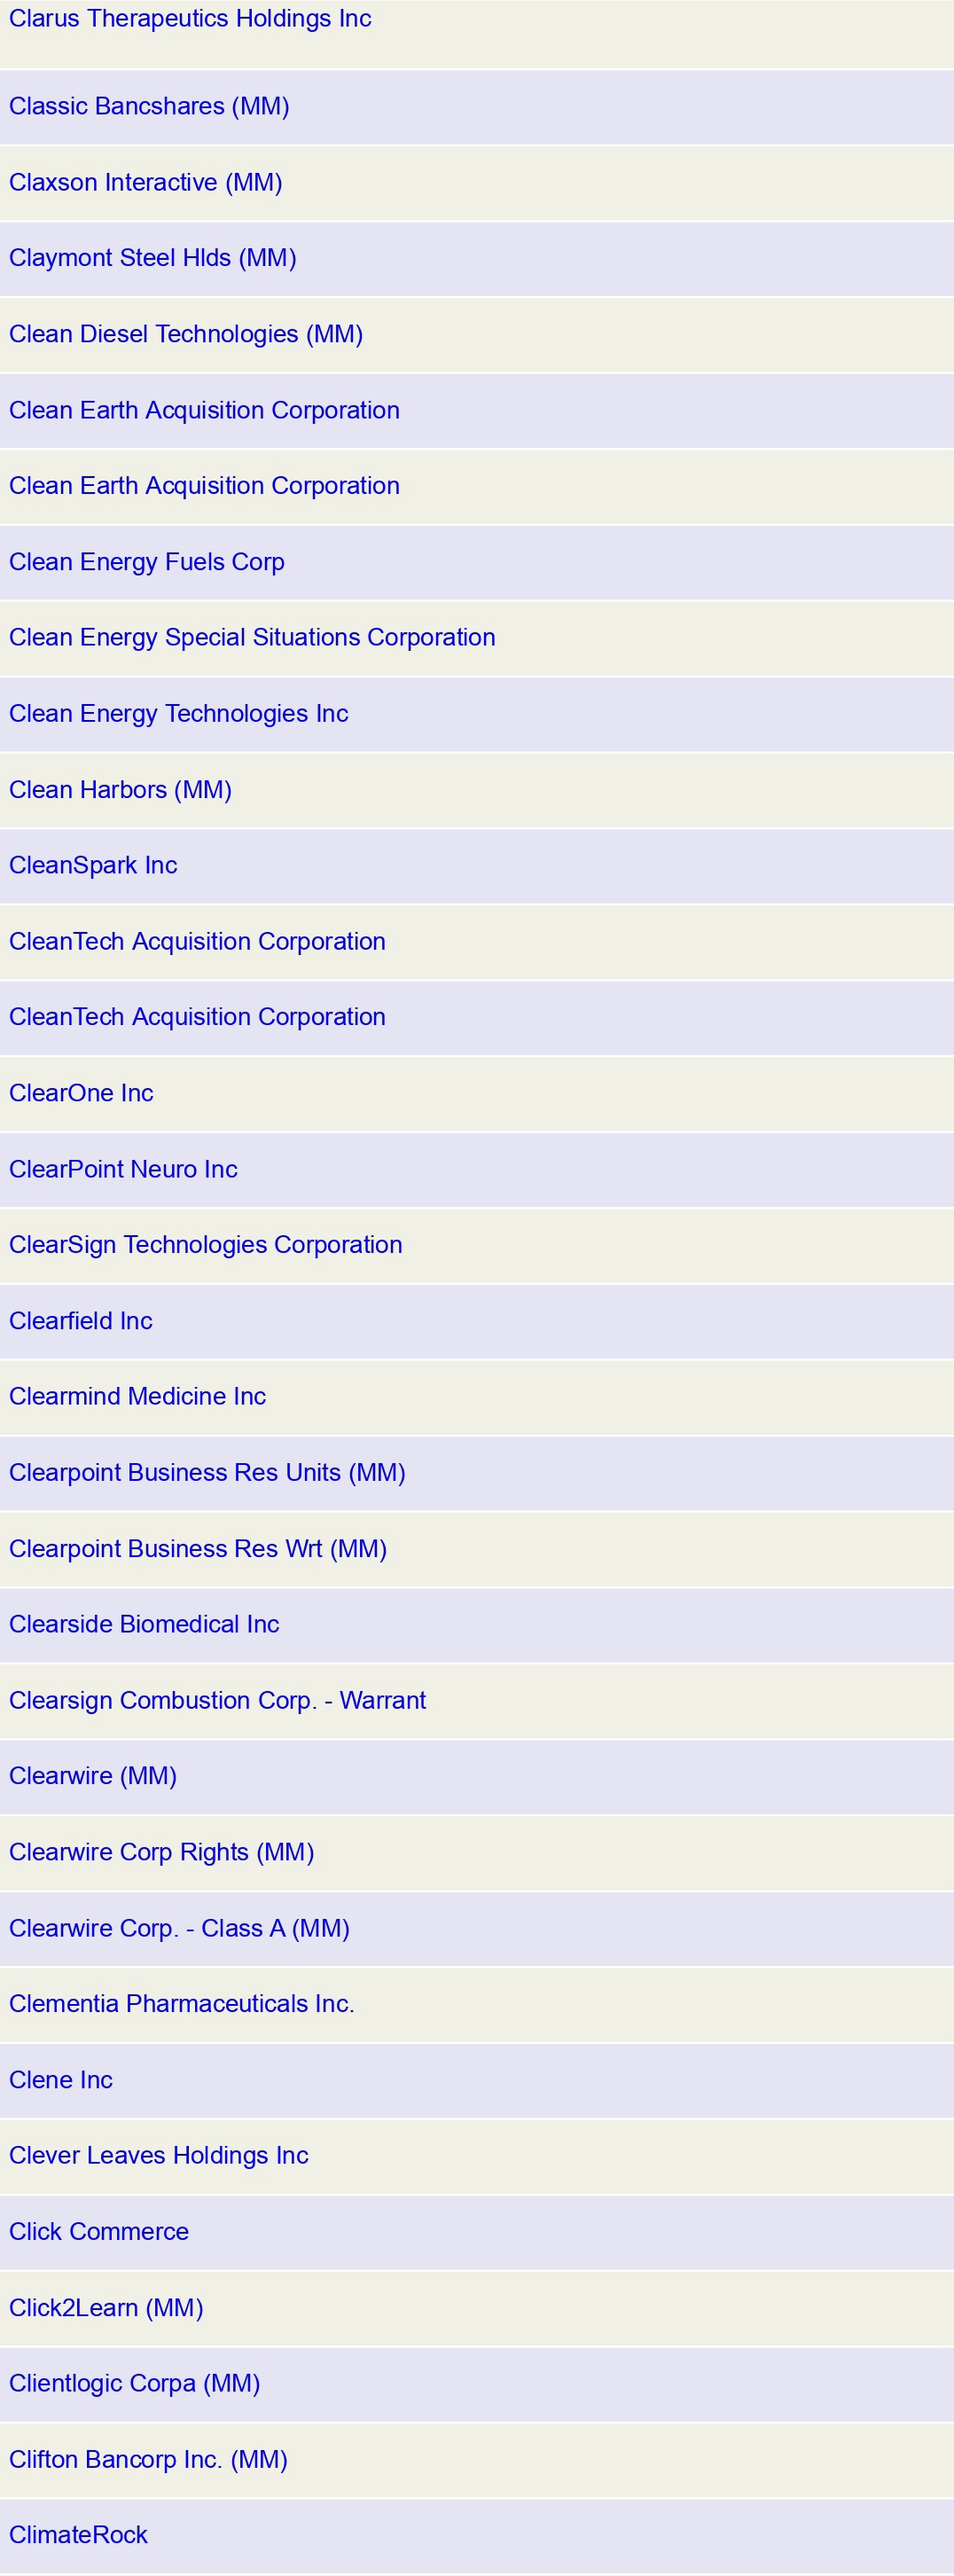 Clarus Therapeutics Holdings Inc
Classic Bancshares (MM)
Claxson Interactive (MM)
Claymont Steel Hlds (MM)
Clean Diesel Technologies (MM)
Clean Earth Acquisition Corporation
Clean Earth Acquisition Corporation
Clean Energy Fuels Corp
Clean Energy Special Situations Corporation
Clean Energy Technologies Inc
Clean Harbors (MM)
CleanSpark Inc
CleanTech Acquisition Corporation
CleanTech Acquisition Corporation
ClearOne Inc
ClearPoint Neuro Inc
ClearSign Technologies Corporation
Clearfield Inc
Clearmind Medicine Inc
Clearpoint Business Res Units (MM)
Clearpoint Business Res Wrt (MM)
Clearside Biomedical Inc
Clearsign Combustion Corp. - Warrant
Clearwire (MM)
Clearwire Corp Rights (MM)
Clearwire Corp. - Class A (MM)
Clementia Pharmaceuticals Inc.
Clene Inc
Clever Leaves Holdings Inc
Click Commerce
Click2Learn (MM)
Clientlogic Corpa (MM)
Clifton Bancorp Inc. (MM)
ClimateRock